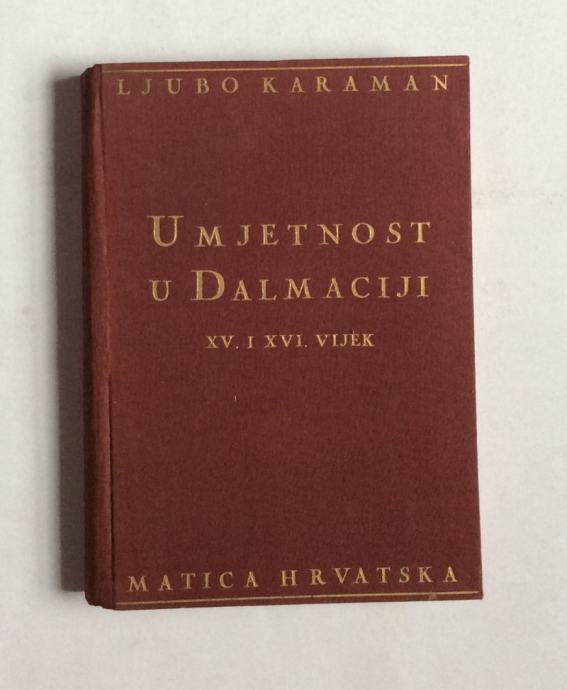 LJUBO KARAMAN
UMJETNOST
U DALMACIJI
XV. I XVI. VIJEK
MATICA HRVATSKA